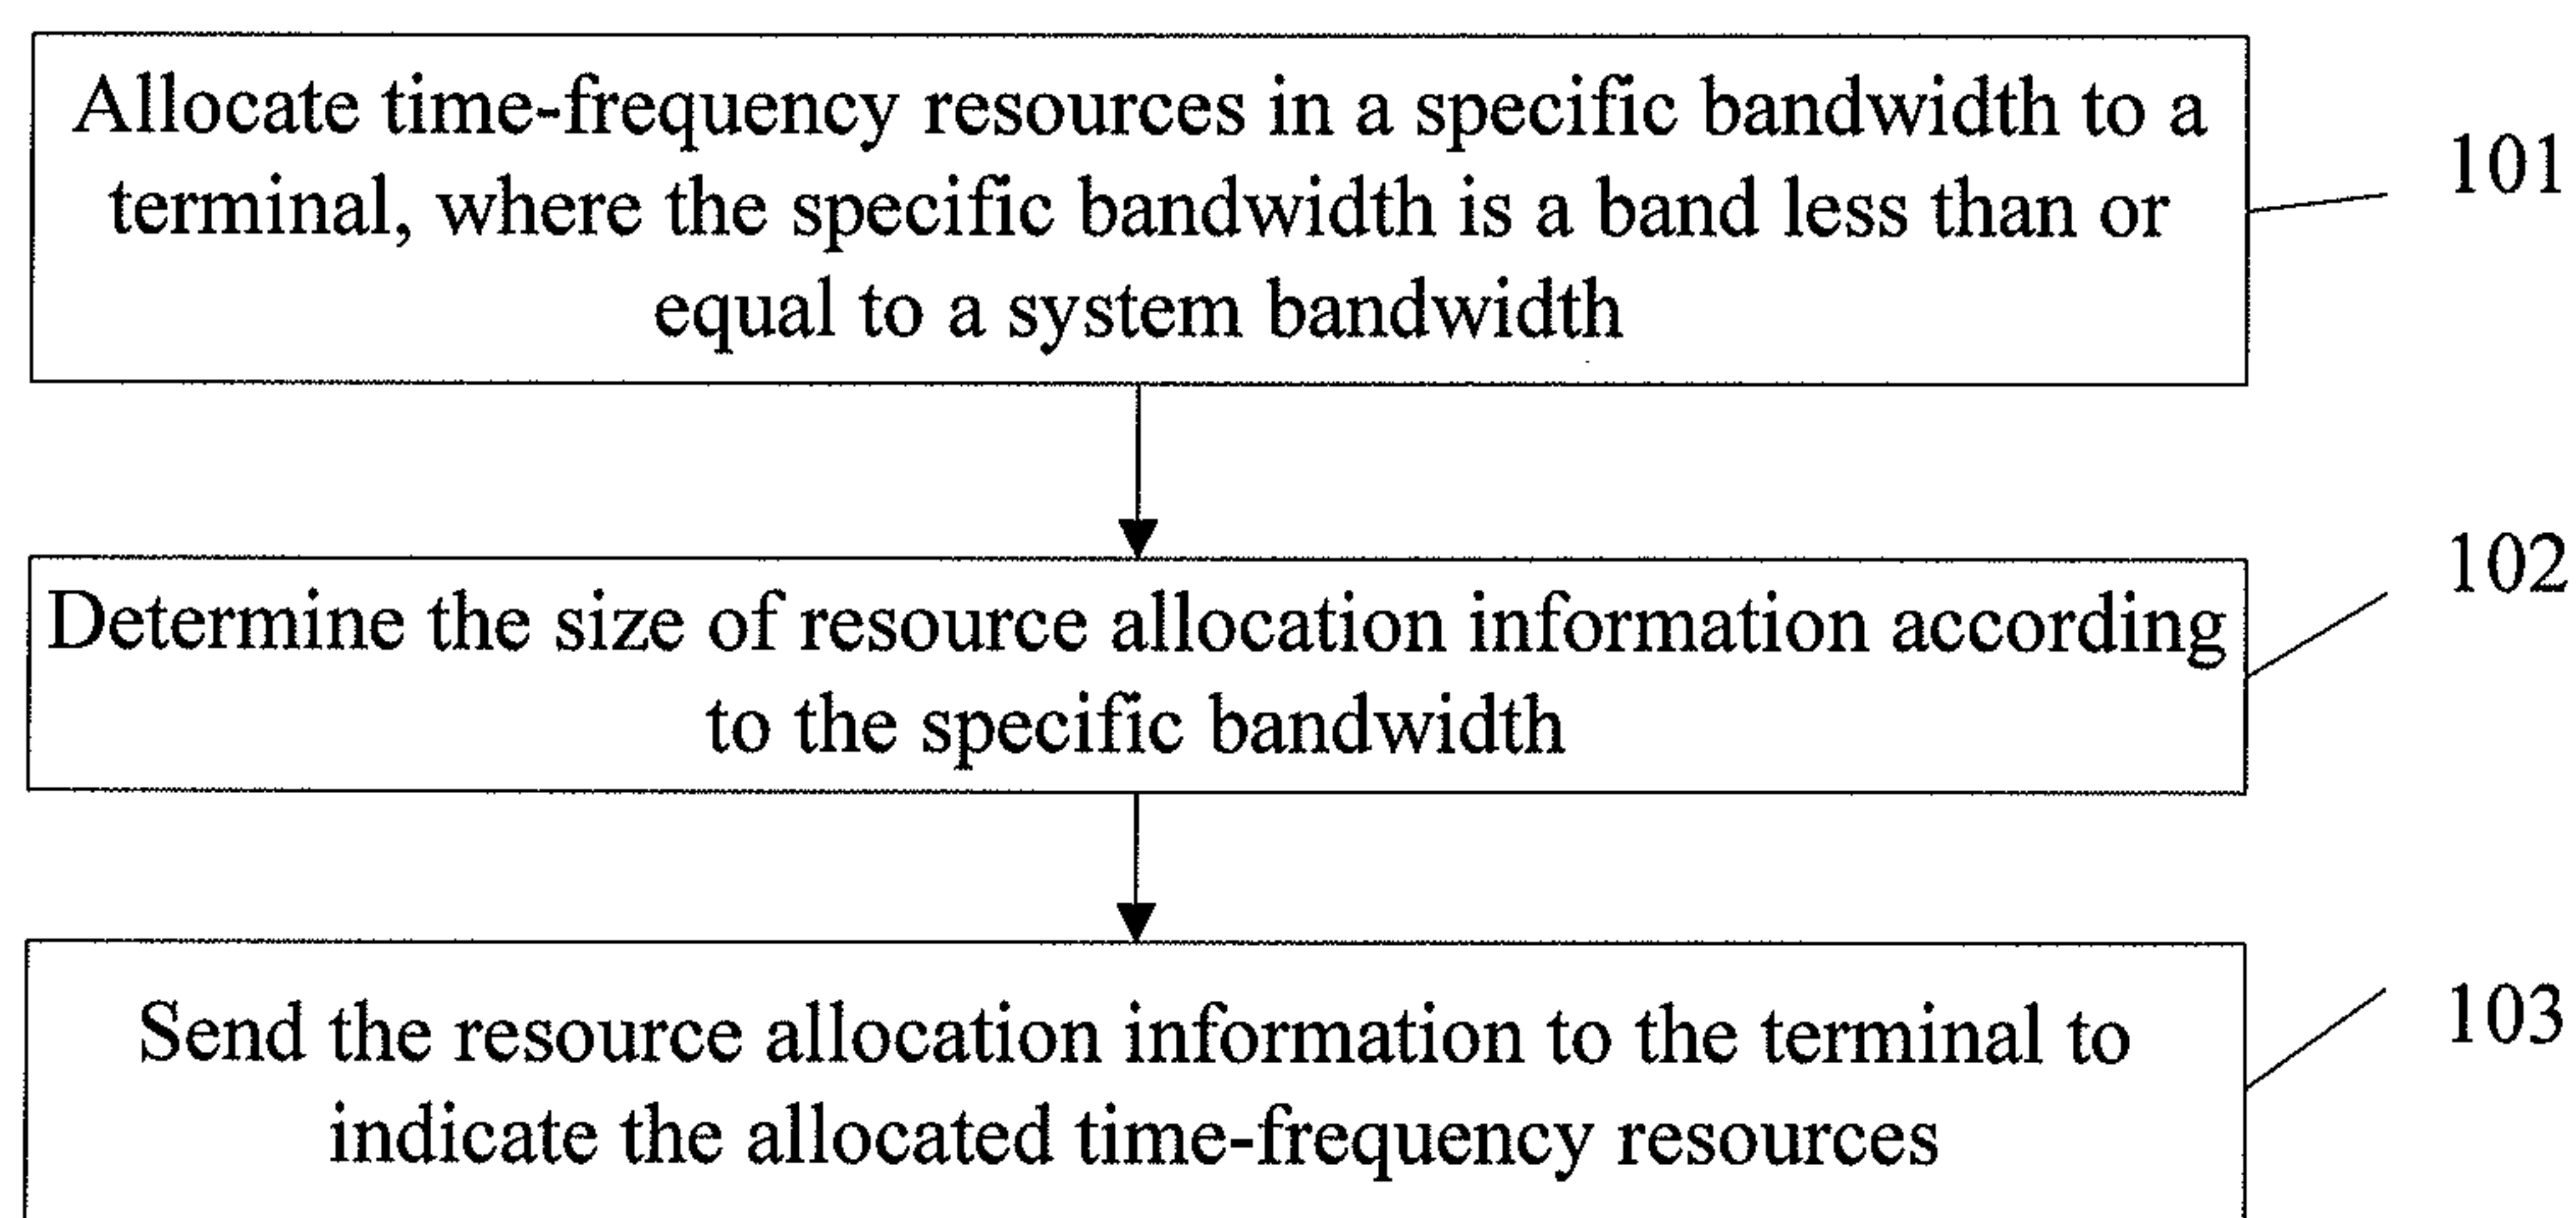 Allocate time-frequency resources in a specific bandwidth to a
terminal, where the specific bandwidth is a band less than or
equal to a system bandwidth
101
Determine the size of resource allocation information according
to the specific bandwidth
102
Send the resource allocation information to the terminal to
indicate the allocated time-frequency resources
103